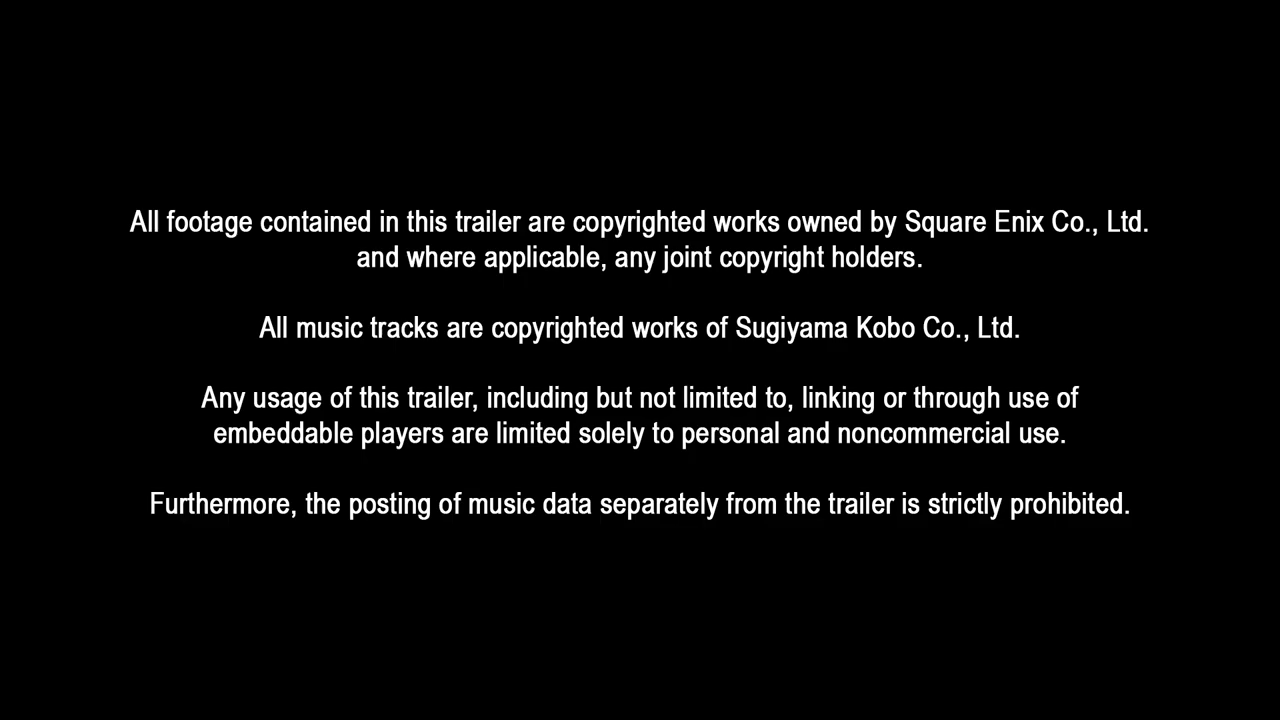 All footage contained in this trailer are copyrighted works owned by Square Enix Co., Ltd.
and where applicable, any joint copyright holders.
All music tracks are copyrighted works of Sugiyama Kobo Co., Ltd.
Any usage of this trailer, including but not limited to, linking or through use of
embeddable players are limited solely to personal and noncommercial use.
Furthermore, the posting of music data separately from the trailer is strictly prohibited.